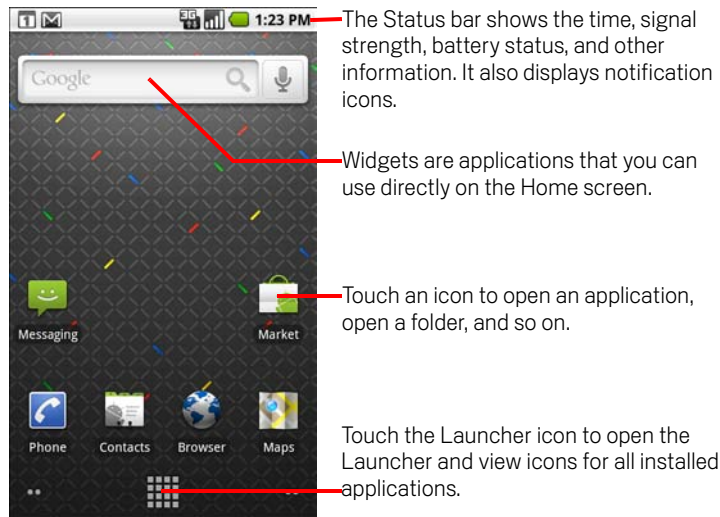 1 3G 1:23 PM
Google
Messaging Market
Phone Contacts Browser Maps
The Status bar shows the time, signal
strength, battery status, and other
information. It also displays notification
icons.
Widgets are applications that you can
use directly on the Home screen.
Touch an icon to open an application,
open a folder, and so on.
Touch the Launcher icon to open the
Launcher and view icons for all installed
applications.